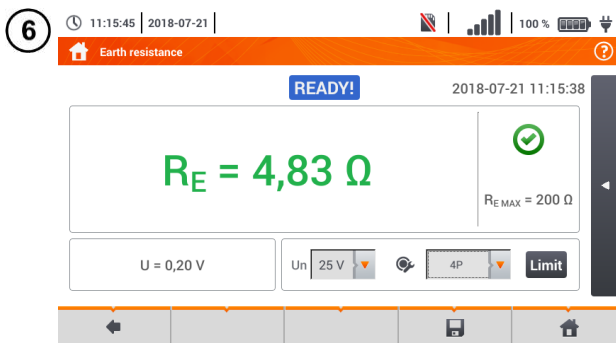 6
11:15:45 2018-07-21 100 %
Earth resistance ?
READY! 2018-07-21 11:15:38
RE = 4,83 Ω
RE MAX = 200 Ω
U = 0,20 V Un 25 V 4P Limit